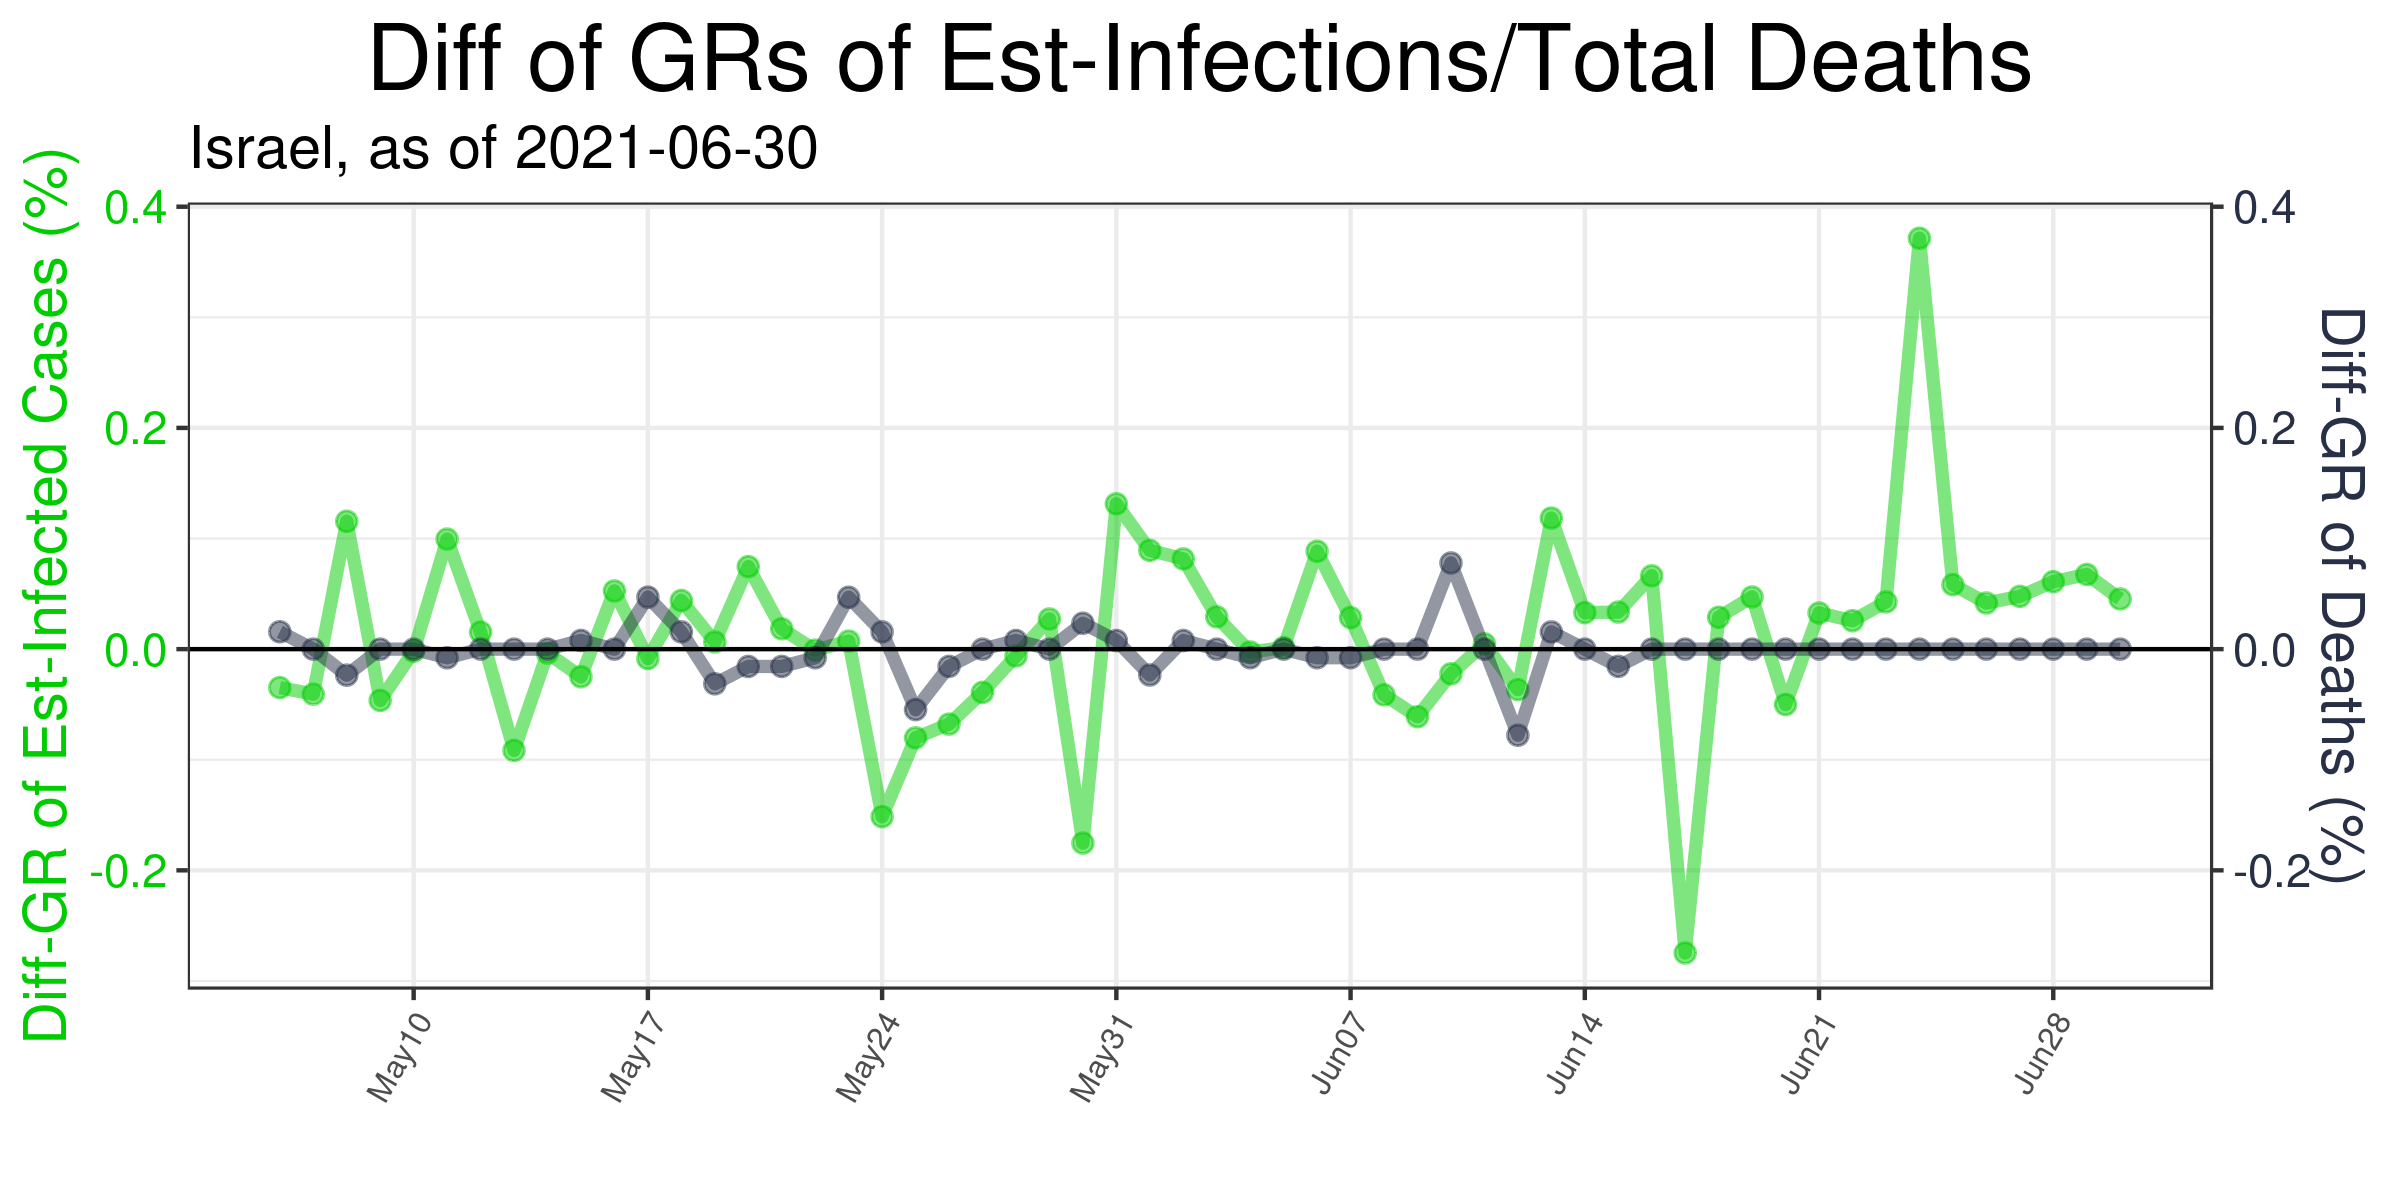 Diff of GRs of Est-Infections/Total Deaths
Israel, as of 2021-06-30
Diff-GR of Est-Infected Cases (%)
0.4
0.2
0.0
-0.2
0.4
0.2
0.0
-0.2
Diff-GR of Deaths (%)
May10
May17
May24
May31
Jun07
Jun14
Jun21
Jun28